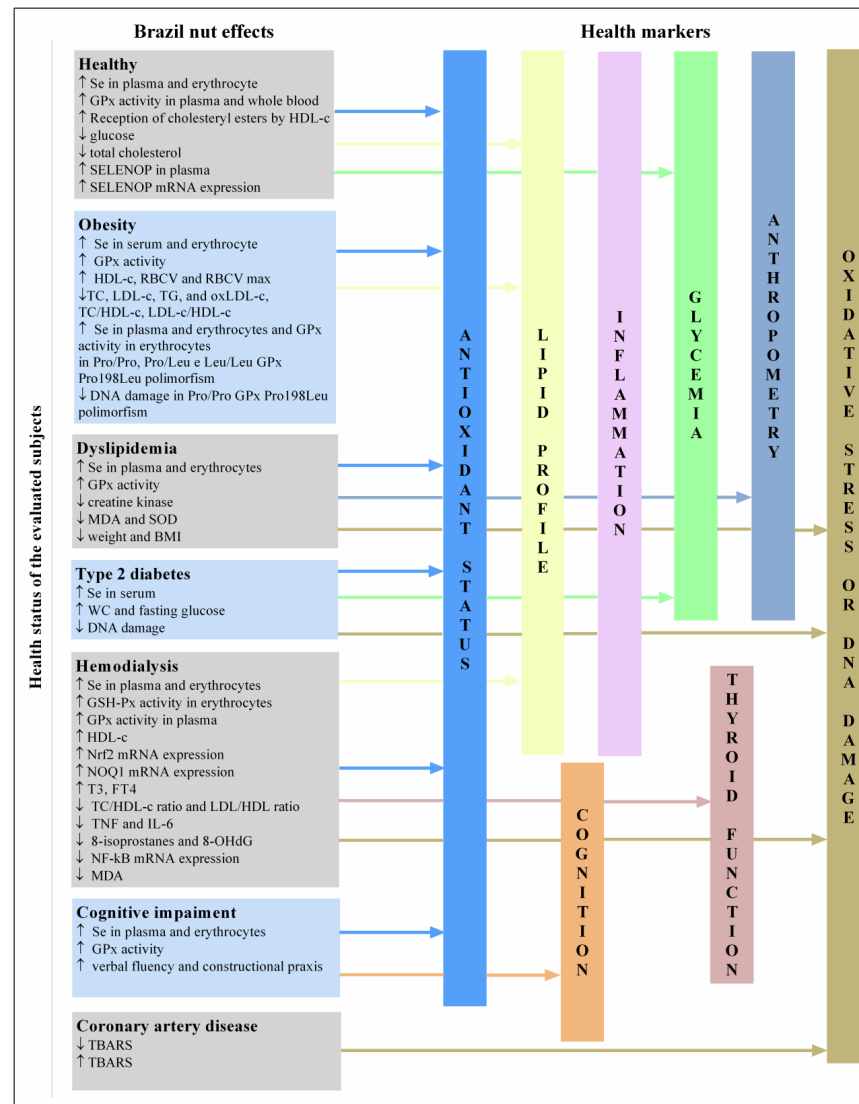 Brazil nut effects
Health markers
Health status of the evaluated subjects
Healthy
↑ Se in plasma and erythrocyte
↑ GPx activity in plasma and whole blood
↑ Reception of cholesteryl esters by HDL-c
↓ glucose
↓ total cholesterol
↑ SELENOP in plasma
↑ SELENOP mRNA expression
Obesity
↑ Se in serum and erythrocyte
↑ GPx activity
↑ HDL-c, RBCV and RBCV max
↓TC, LDL-c, TG, and oxLDL-c,
TC/HDL-c, LDL-c/HDL-c
↑ Se in plasma and erythrocytes and GPx
activity in erythrocytes
in Pro/Pro, Pro/Leu e Leu/Leu GPx
Pro198Leu polimorfism
↓ DNA damage in Pro/Pro GPx Pro198Leu
polimorfism
Dyslipidemia
↑ Se in plasma and erythrocytes
↑ GPx activity
↓ creatine kinase
↓ MDA and SOD
↓ weight and BMI
Type 2 diabetes
↑ Se in serum
↑ WC and fasting glucose
↓ DNA damage
Hemodialysis
↑ Se in plasma and erythrocytes
↑ GSH-Px activity in erythrocytes
↑ GPx activity in plasma
↑ HDL-c
↑ Nrf2 mRNA expression
↑ NOQ1 mRNA expression
↑ T3, FT4
↓ TC/HDL-c ratio and LDL/HDL ratio
↓ TNF and IL-6
↓ 8-isoprostanes and 8-OHdG
↓ NF-kB mRNA expression
↓ MDA
Cognitive impaiment
↑ Se in plasma and erythrocytes
↑ GPx activity
↑ verbal fluency and constructional praxis
Coronary artery disease
↓ TBARS
↑ TBARS
ANTIOXIDANT STATUS
LIPID PROFILE
INFLAMMATION
GLYCEMIA
ANTHROPOMETRY
OXIDATIVE STRESS OR DNA DAMAGE
COGNITION
THYROID FUNCTION